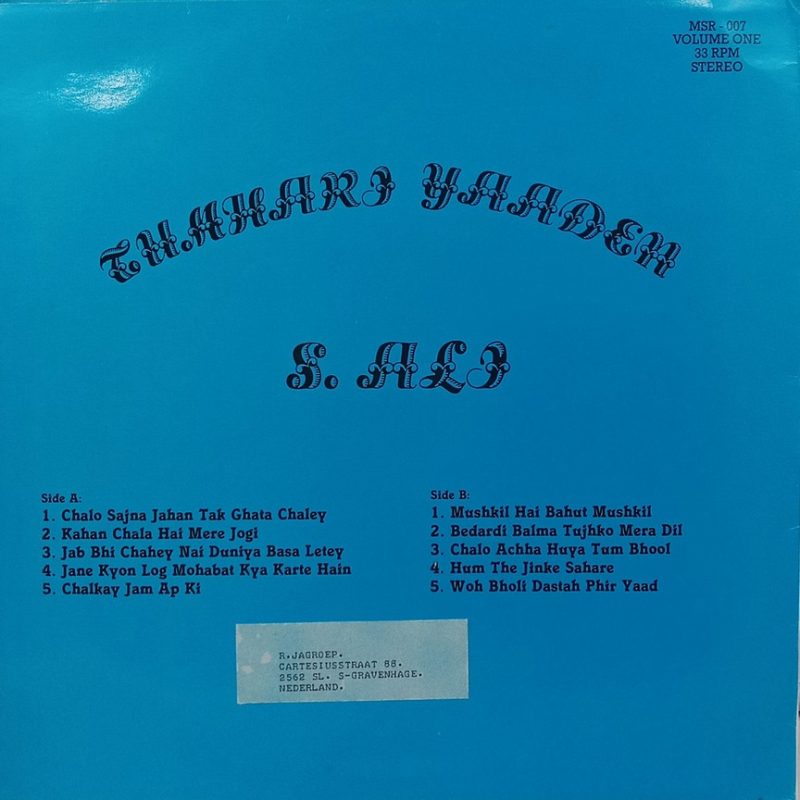 MSR - 007
VOLUME ONE
33 RPM
STEREO
TUMHARI YAADEN
S. ALI
Side A:
1. Chalo Sajna Jahan Tak Ghata Chaley
2. Kahan Chala Hai Mere Jogi
3. Jab Bhi Chahey Nai Duniya Basa Letey
4. Jane Kyon Log Mohabat Kya Karte Hain
5. Chalkay Jam Ap Ki
Side B:
1. Mushkil Hai Bahut Mushkil
2. Bedardi Balma Tujhko Mera Dil
3. Chalo Achha Huya Tum Bhool
4. Hum The Jinke Sahare
5. Woh Bholi Dastah Phir Yaad
R.JAGROEP.
CARTESIUSSTRAAT 88.
2562 SL. S-GRAVENHAGE.
NEDERLAND.